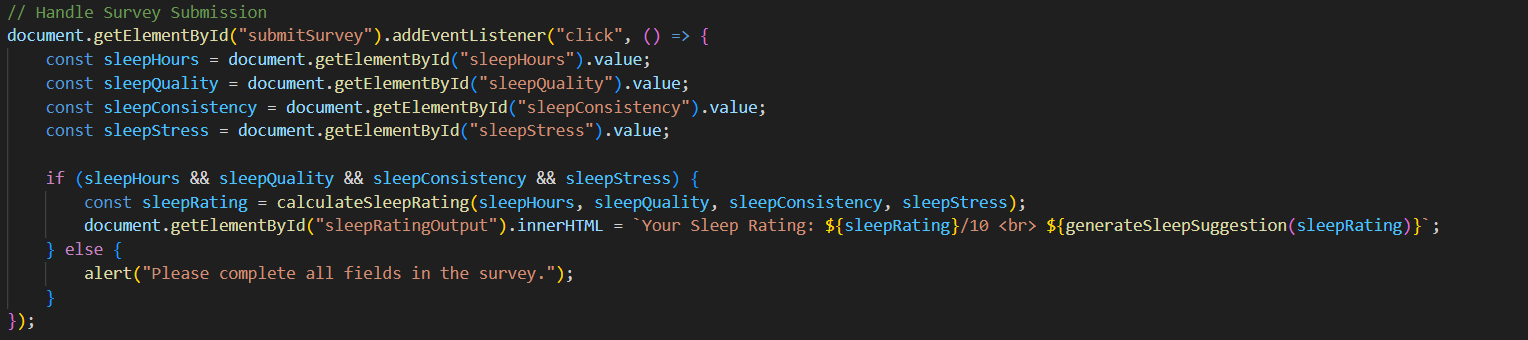 // Handle Survey Submission
document.getElementById("submitSurvey").addEventListener("click", () => {
    const sleepHours = document.getElementById("sleepHours").value;
    const sleepQuality = document.getElementById("sleepQuality").value;
    const sleepConsistency = document.getElementById("sleepConsistency").value;
    const sleepStress = document.getElementById("sleepStress").value;

    if (sleepHours && sleepQuality && sleepConsistency && sleepStress) {
        const sleepRating = calculateSleepRating(sleepHours, sleepQuality, sleepConsistency, sleepStress);
        document.getElementById("sleepRatingOutput").innerHTML = `Your Sleep Rating: ${sleepRating}/10 <br> ${generateSleepSuggestion(sleepRating)}`;
    } else {
        alert("Please complete all fields in the survey.");
    }
});